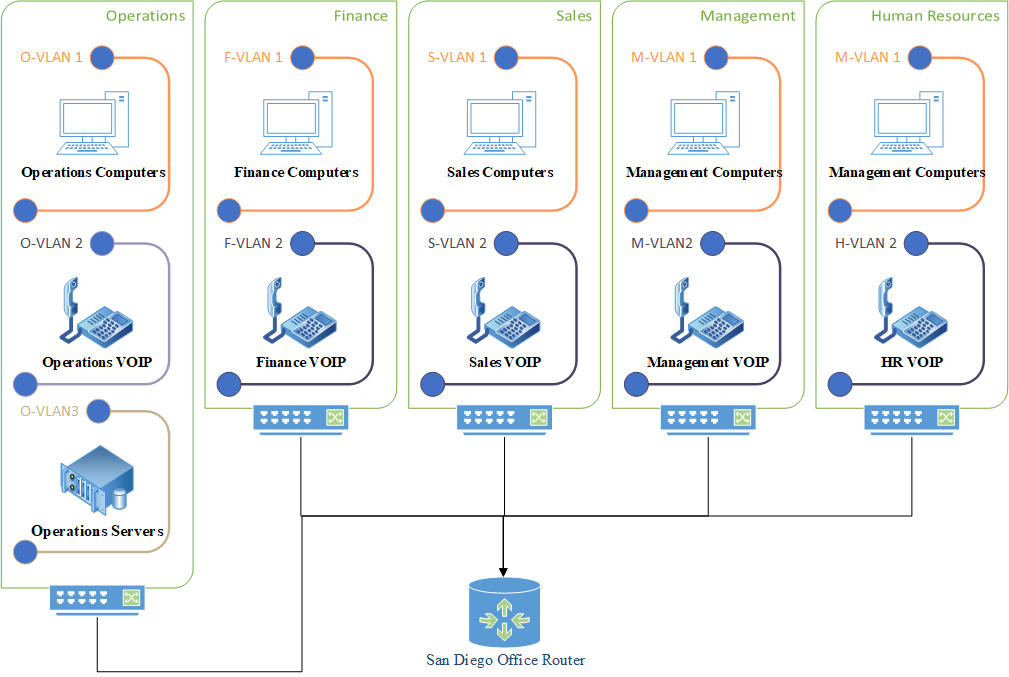 Operations
Finance
Sales
Management
Human Resources
O-VLAN 1
F-VLAN 1
S-VLAN 1
M-VLAN 1
M-VLAN 1
Operations Computers
Finance Computers
Sales Computers
Management Computers
Management Computers
O-VLAN 2
F-VLAN 2
S-VLAN 2
M-VLAN2
H-VLAN 2
Operations VOIP
Finance VOIP
Sales VOIP
Management VOIP
HR VOIP
O-VLAN3
Operations Servers
San Diego Office Router